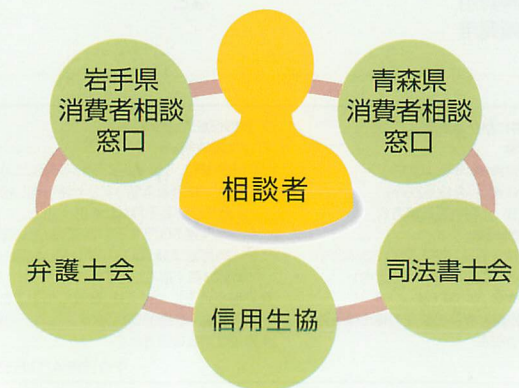 岩手県
消費者相談
窓口
青森県
消費者相談
窓口
相談者
弁護士会
司法書士会
信用生協